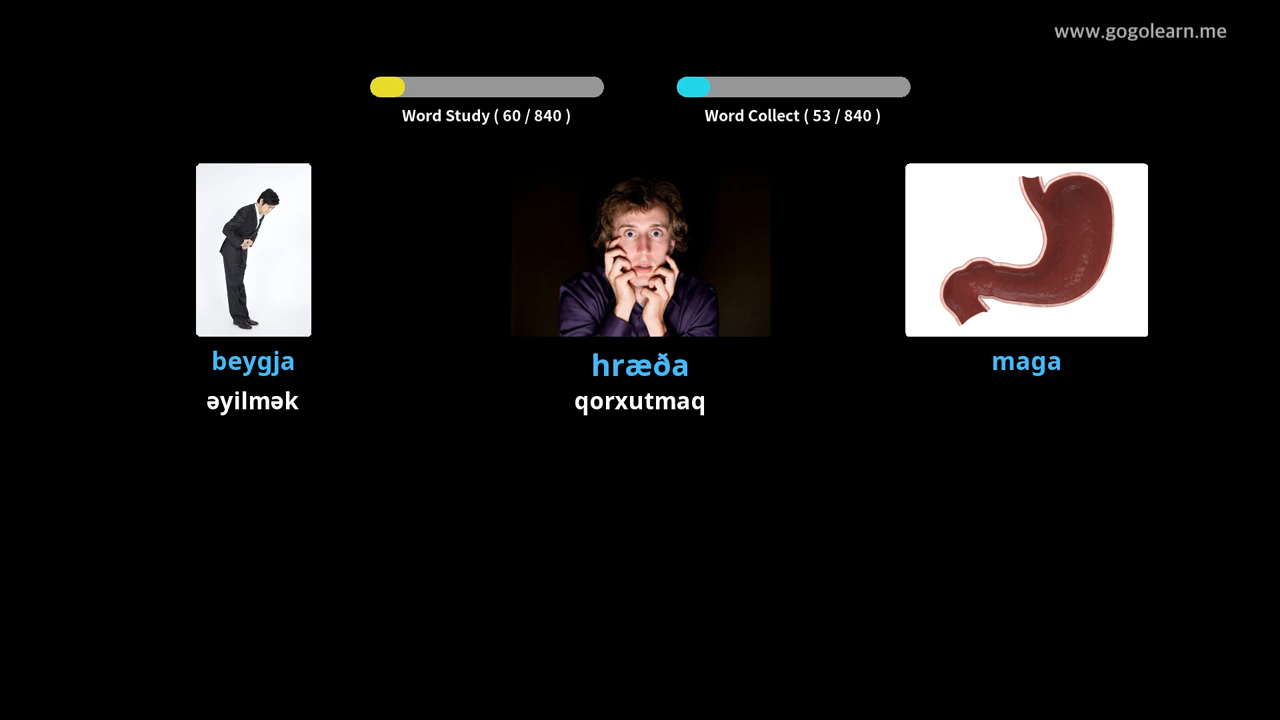 www.gogolearn.me
Word Study ( 60 / 840 )
Word Collect ( 53 / 840 )
beygja
hræða
maga
əyilmək
qorxutmaq